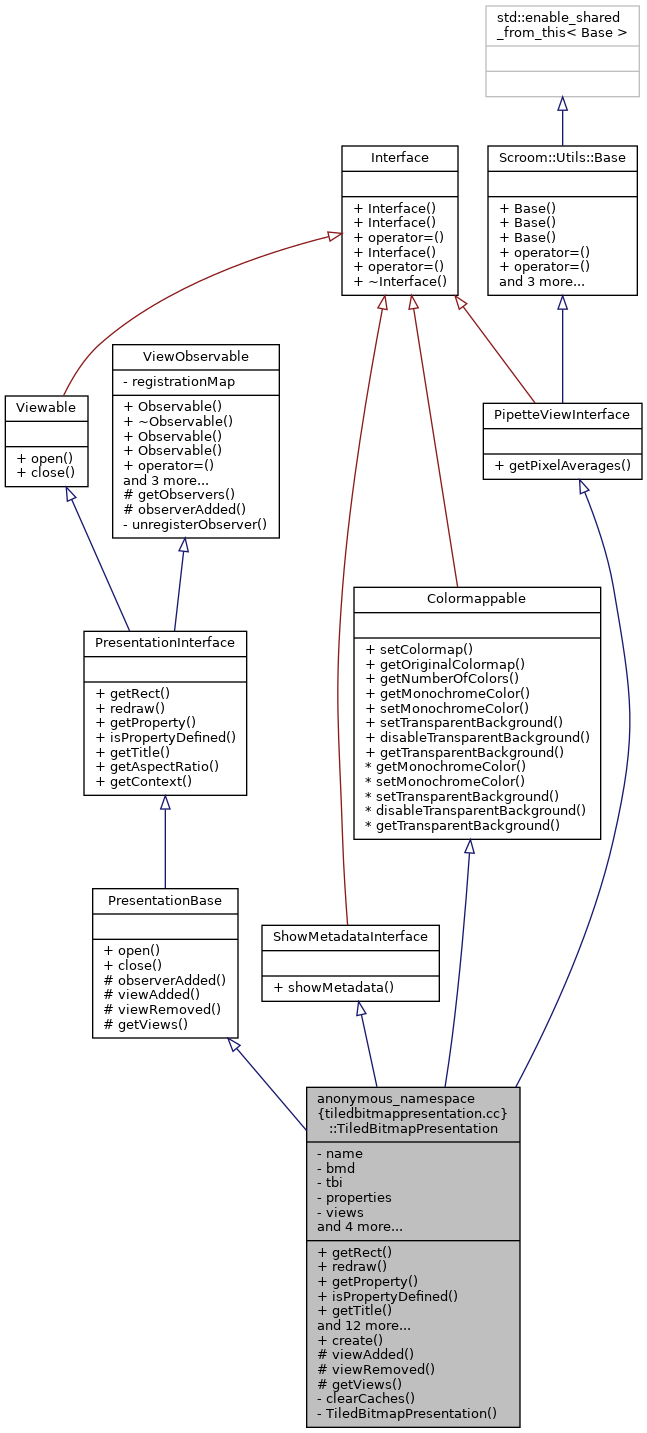 std::enable_shared
_from_this< Base >
Interface
+ Interface()
+ Interface()
+ operator=()
+ Interface()
+ operator=()
+ ~Interface()
Scroom::Utils::Base
+ Base()
+ Base()
+ Base()
+ operator=()
+ operator=()
and 3 more...
ViewObservable
- registrationMap
+ Observable()
+ ~Observable()
+ Observable()
+ Observable()
+ operator=()
and 3 more...
# getObservers()
# observerAdded()
- unregisterObserver()
Viewable
+ open()
+ close()
PipetteViewInterface
+ getPixelAverages()
Colormappable
+ setColormap()
+ getOriginalColormap()
+ getNumberOfColors()
+ getMonochromeColor()
+ setMonochromeColor()
+ setTransparentBackground()
+ disableTransparentBackground()
+ getTransparentBackground()
* getMonochromeColor()
* setMonochromeColor()
* setTransparentBackground()
* disableTransparentBackground()
* getTransparentBackground()
PresentationInterface
+ getRect()
+ redraw()
+ getProperty()
+ isPropertyDefined()
+ getTitle()
+ getAspectRatio()
+ getContext()
PresentationBase
+ open()
+ close()
# observerAdded()
# viewAdded()
# viewRemoved()
# getViews()
ShowMetadataInterface
+ showMetadata()
anonymous_namespace
{tiledbitmappresentation.cc}
::TiledBitmapPresentation
- name
- bmd
- tbi
- properties
- views
and 4 more...
+ getRect()
+ redraw()
+ getProperty()
+ isPropertyDefined()
+ getTitle()
and 12 more...
+ create()
# viewAdded()
# viewRemoved()
# getViews()
- clearCaches()
- TiledBitmapPresentation()